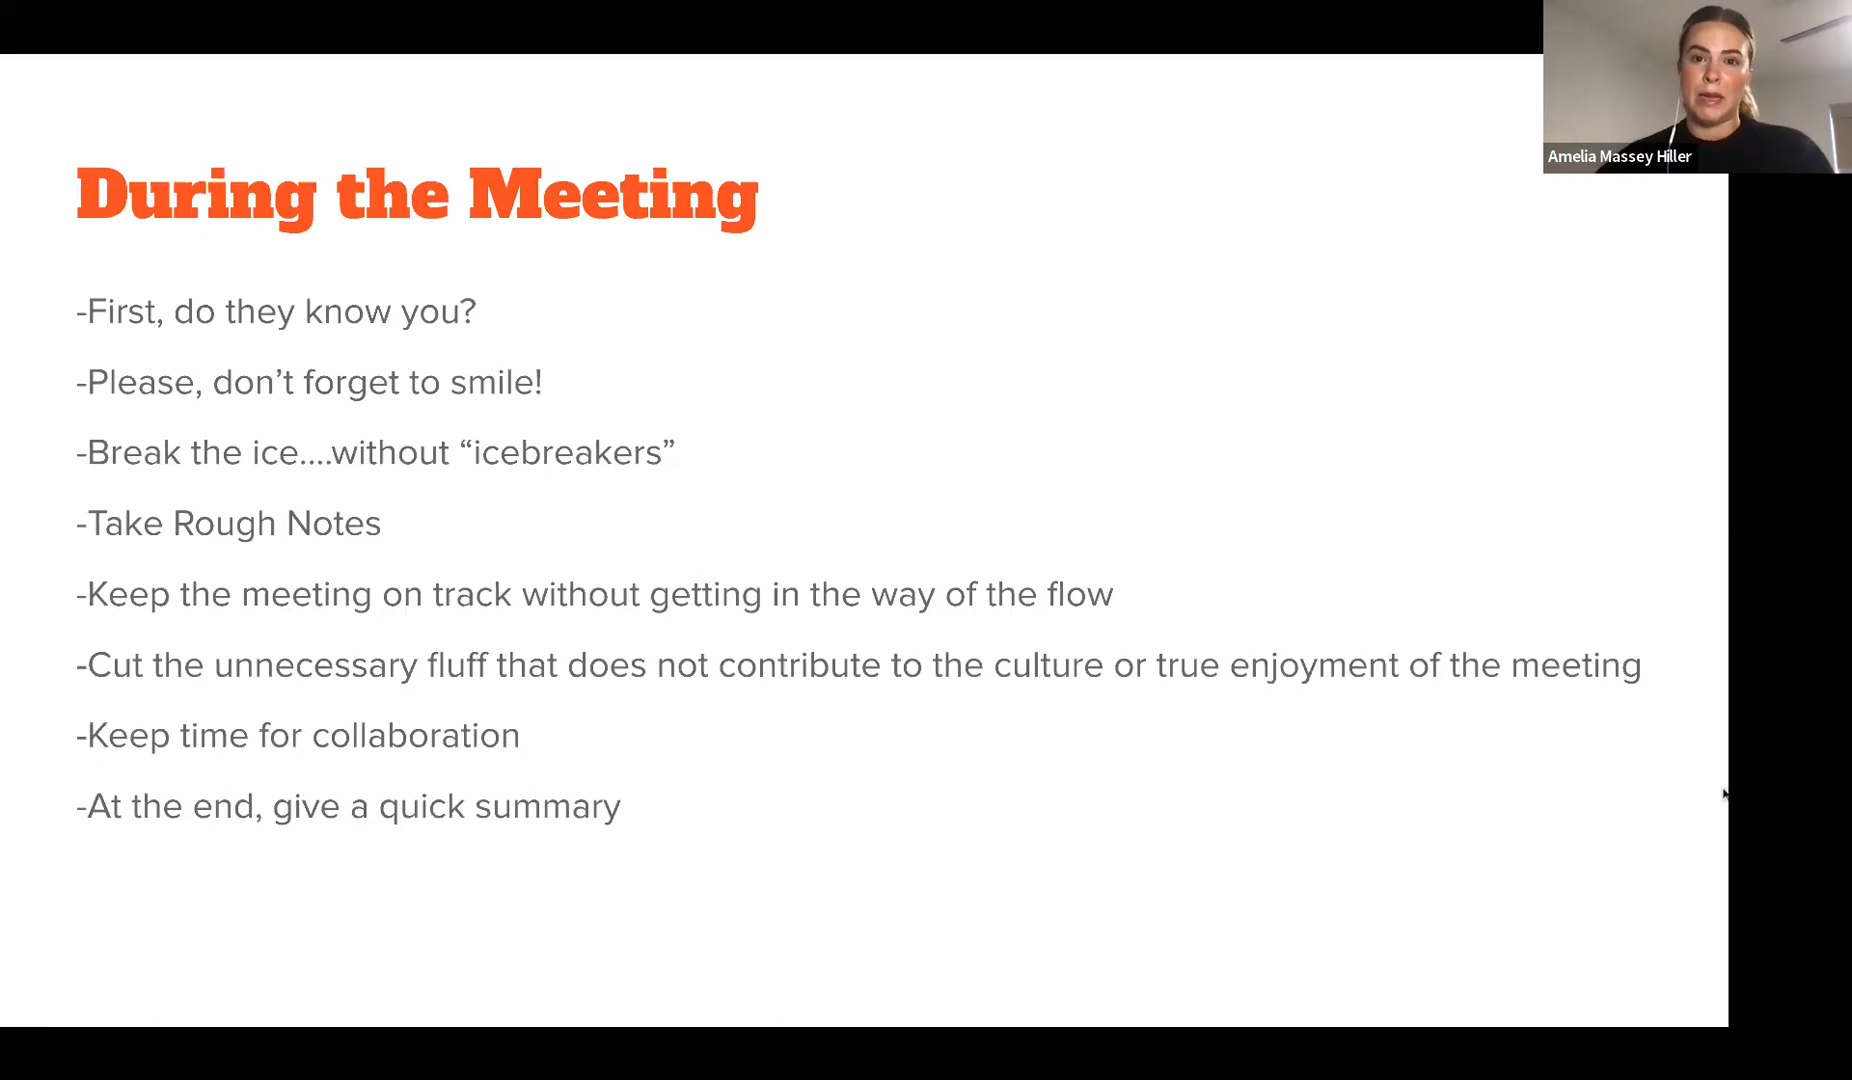 Amelia Massey Hiller
During the Meeting
-First, do they know you?
-Please, don’t forget to smile!
-Break the ice....without “icebreakers”
-Take Rough Notes
-Keep the meeting on track without getting in the way of the flow
-Cut the unnecessary fluff that does not contribute to the culture or true enjoyment of the meeting
-Keep time for collaboration
-At the end, give a quick summary